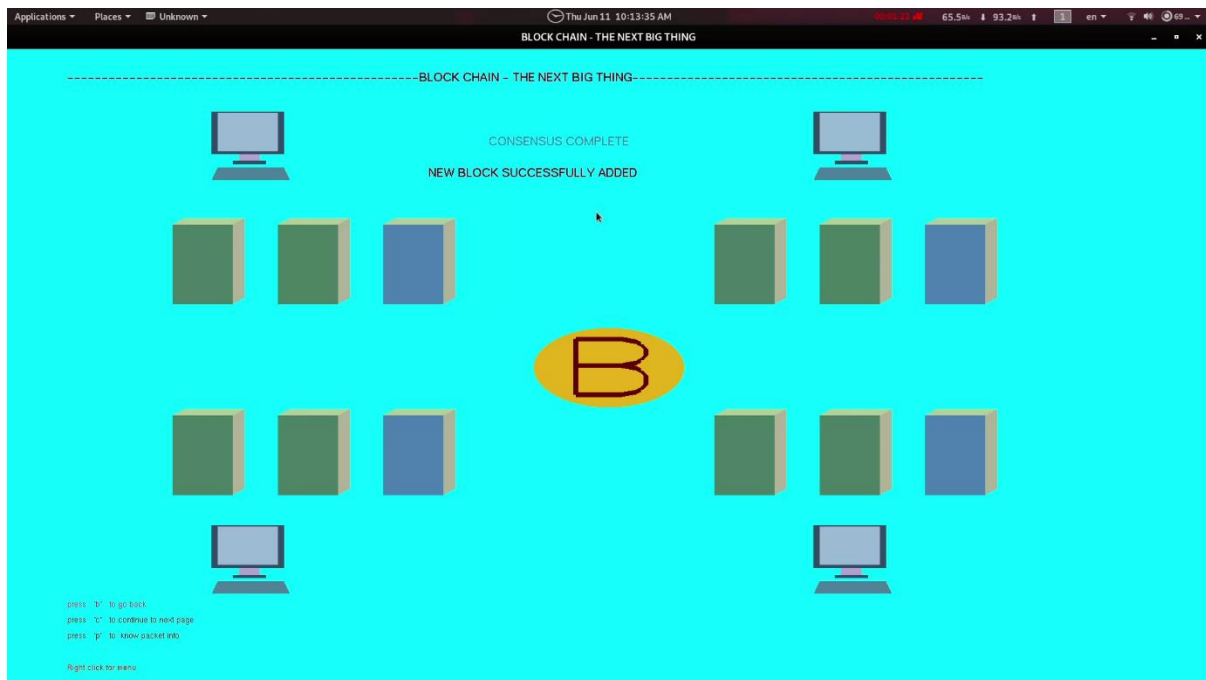 Applications Places Unknown Thu Jun 11 10:13:35 AM 65.5 93.2 1 en 69...
BLOCK CHAIN - THE NEXT BIG THING
---------------------------------------------------BLOCK CHAIN - THE NEXT BIG THING---------------------------------------------------
CONSENSUS COMPLETE
NEW BLOCK SUCCESSFULLY ADDED
B
press "b" to go back
press "c" to continue to next page
press "p" to know packet info
Right click for menu